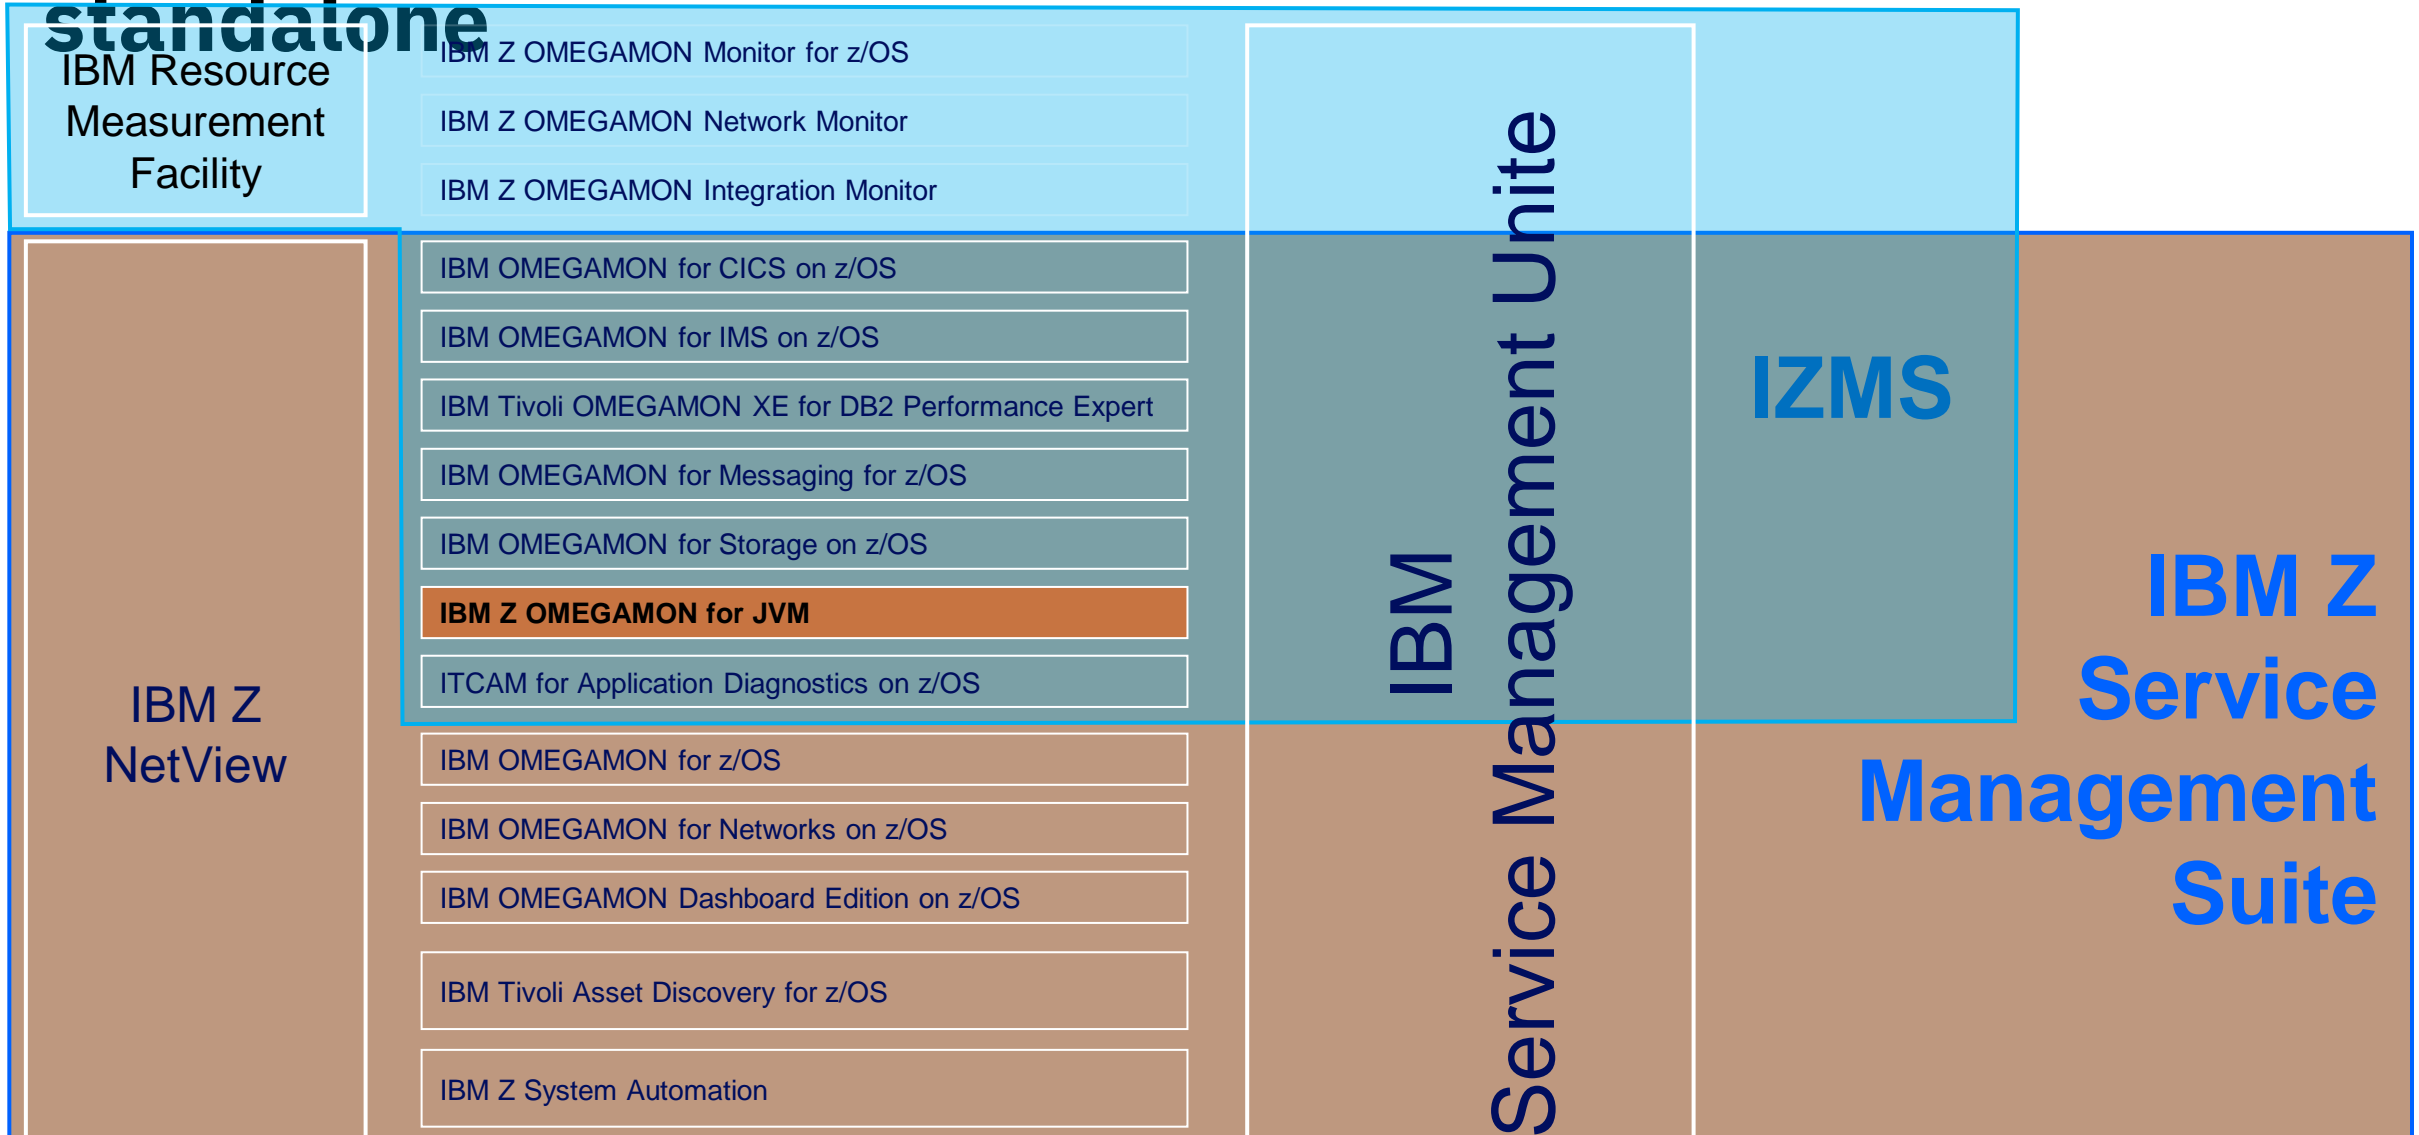 standalone
IBM Resource
Measurement
Facility
IBM Z OMEGAMON Monitor for z/OS
IBM Z OMEGAMON Network Monitor
IBM Z OMEGAMON Integration Monitor
IBM OMEGAMON for CICS on z/OS
IBM OMEGAMON for IMS on z/OS
IBM Tivoli OMEGAMON XE for DB2 Performance Expert
IBM OMEGAMON for Messaging for z/OS
IBM OMEGAMON for Storage on z/OS
IBM Z OMEGAMON for JVM
ITCAM for Application Diagnostics on z/OS
IBM Z
NetView
IBM OMEGAMON for z/OS
IBM OMEGAMON for Networks on z/OS
IBM OMEGAMON Dashboard Edition on z/OS
IBM Tivoli Asset Discovery for z/OS
IBM Z System Automation
IBM
Service Management Unite
IZMS
IBM Z
Service
Management
Suite